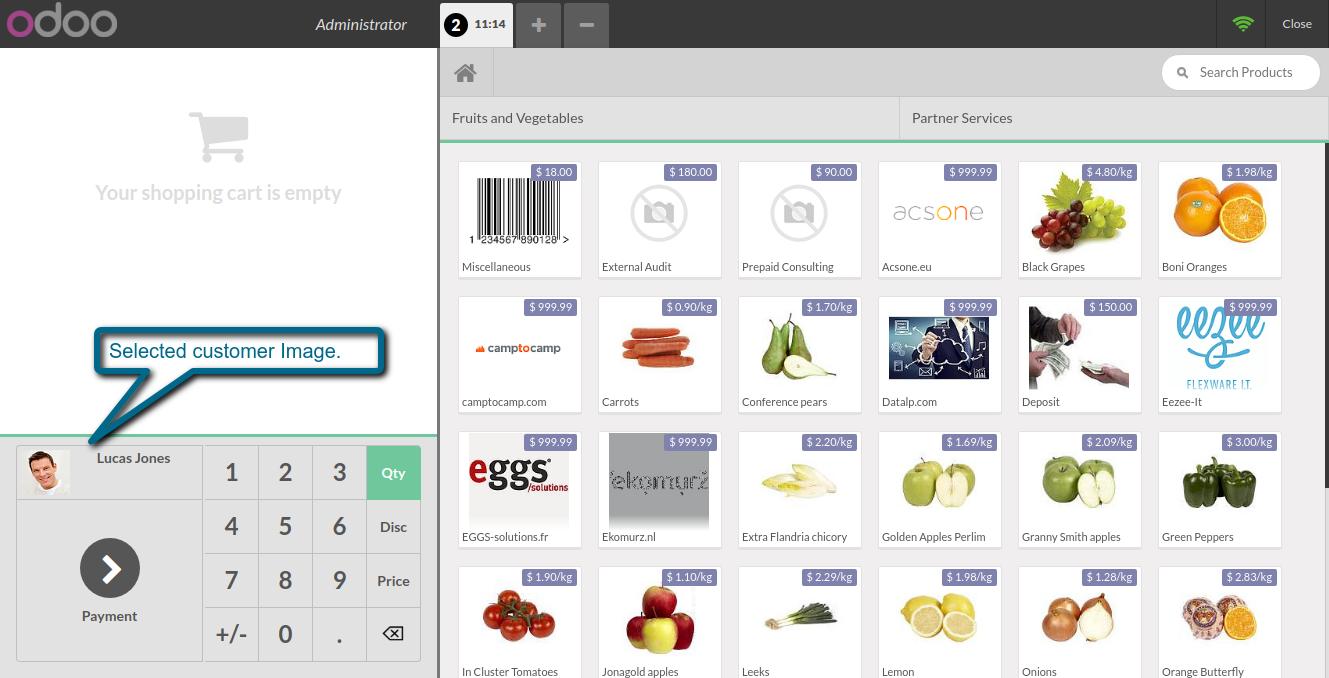 odoo
Administrator
2 11:14 + −
Close
Search Products
Fruits and Vegetables
Partner Services
Your shopping cart is empty
Selected customer Image.
Lucas Jones
1 2 3 Qty
4 5 6 Disc
7 8 9 Price
+/- 0 .
Payment
$ 18.00
1 234567 890128 >
Miscellaneous
$ 180.00
External Audit
$ 90.00
Prepaid Consulting
$ 999.99
acsone
Acsone.eu
$ 4.80/kg
Black Grapes
$ 1.98/kg
Boni Oranges
$ 999.99
camptocamp
camptocamp.com
$ 0.90/kg
Carrots
$ 1.70/kg
Conference pears
$ 999.99
Datalp.com
$ 150.00
Deposit
$ 999.99
eezee
FLEXWARE I.T.
Eezee-It
$ 999.99
eggs
/solutions
EGGS-solutions.fr
$ 999.99
ekomurz
Ekomurz.nl
$ 2.20/kg
Extra Flandria chicory
$ 1.69/kg
Golden Apples Perlim
$ 2.09/kg
Granny Smith apples
$ 3.00/kg
Green Peppers
$ 1.90/kg
In Cluster Tomatoes
$ 1.10/kg
Jonagold apples
$ 2.29/kg
Leeks
$ 1.98/kg
Lemon
$ 1.28/kg
Onions
$ 2.83/kg
Orange Butterfly